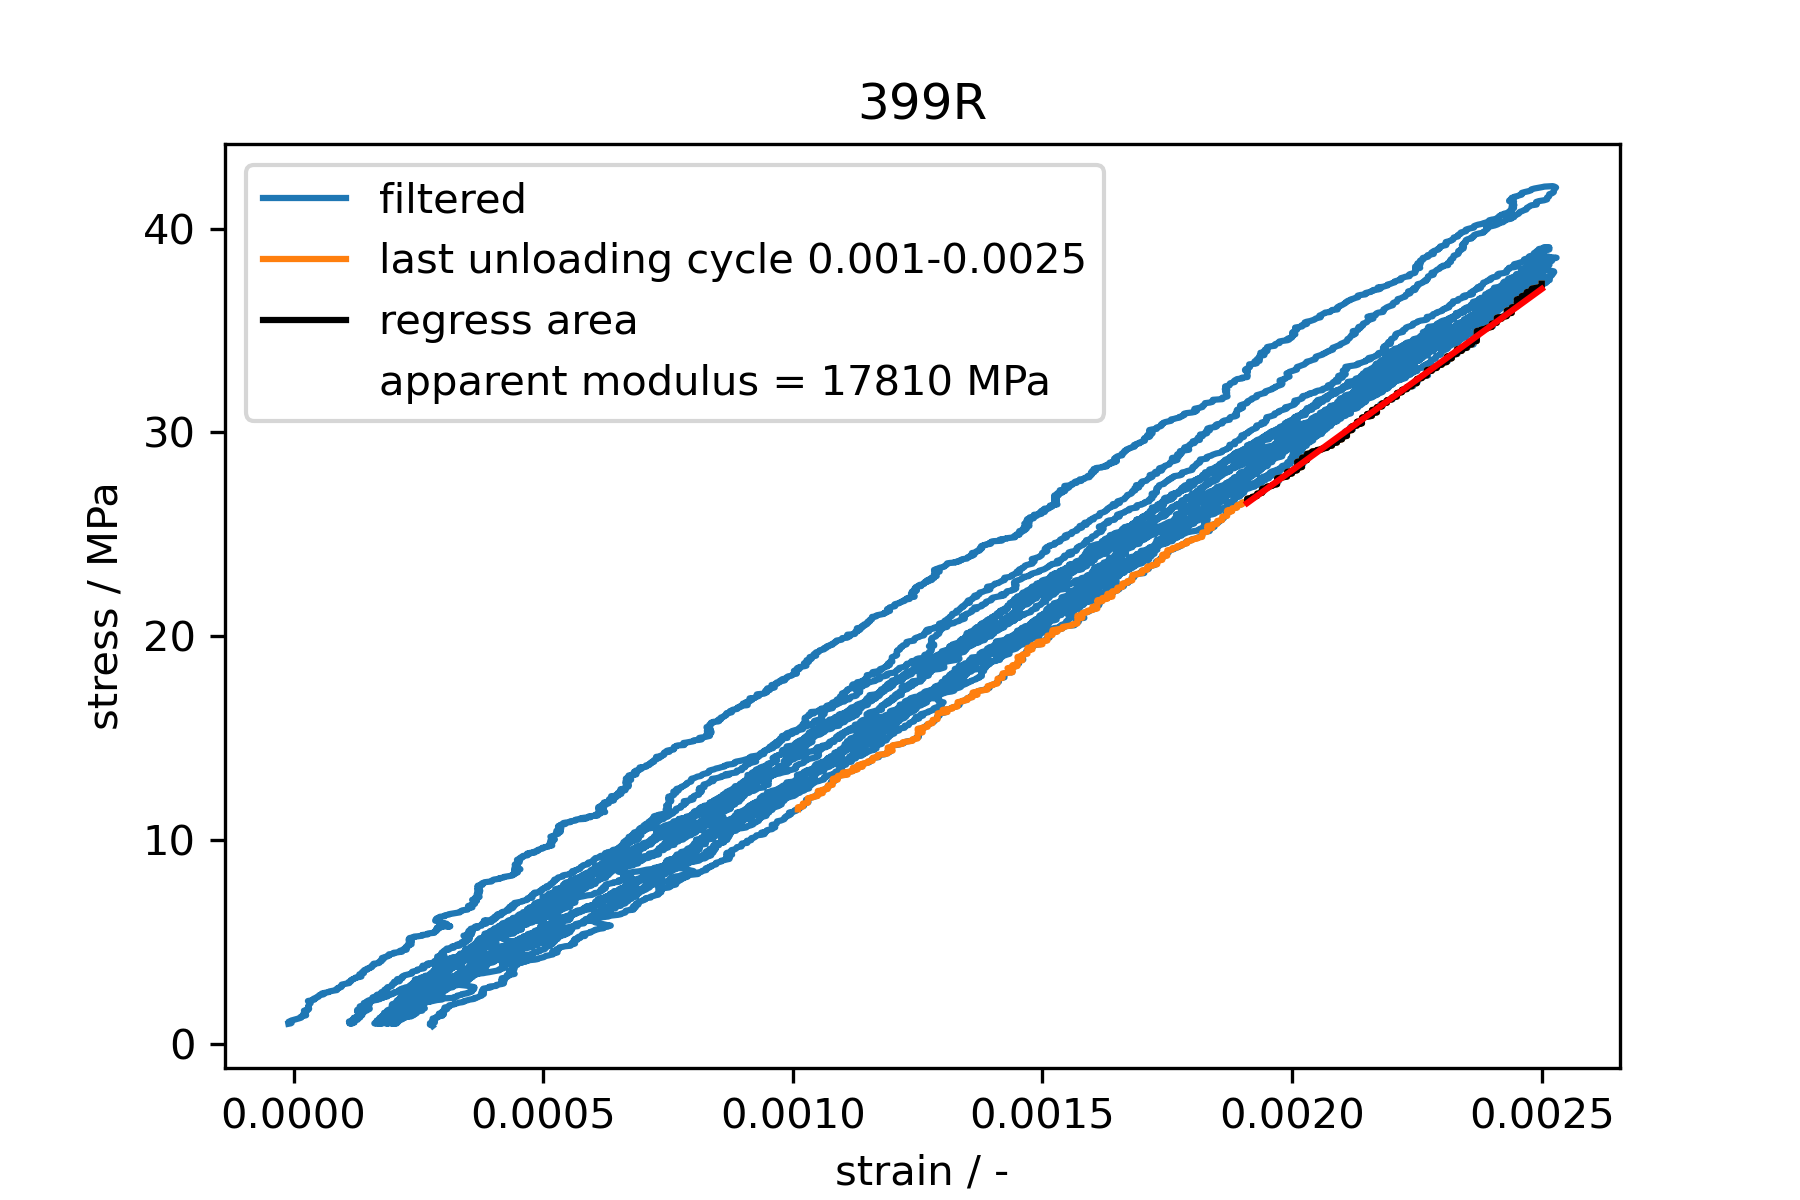 399R
filtered
last unloading cycle 0.001-0.0025
regress area
apparent modulus = 17810 MPa
stress / MPa
40
30
20
10
0
0.0000 0.0005 0.0010 0.0015 0.0020 0.0025
strain / -